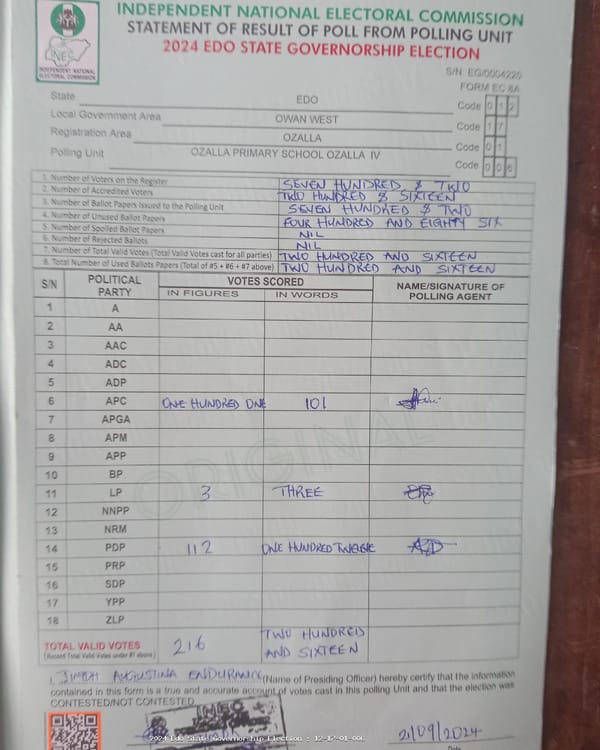 INDEPENDENT NATIONAL ELECTORAL COMMISSION
STATEMENT OF RESULT OF POLL FROM POLLING UNIT
2024 EDO STATE GOVERNORSHIP ELECTION
INEC
INDEPENDENT NATIONAL ELECTORAL COMMISSION
S/N: EG/0004220
FORM EC 8A
State EDO Code 0 1 2
Local Government Area OWAN WEST Code 1 7
Registration Area OZALLA Code 0 1
Polling Unit OZALLA PRIMARY SCHOOL OZALLA IV Code 0 0 6
1. Number of Voters on the Register SEVEN HUNDRED & TWO
2. Number of Accredited Voters TWO HUNDRED & SIXTEEN
3. Number of Ballot Papers Issued to the Polling Unit SEVEN HUNDRED & TWO
4. Number of Unused Ballot Papers FOUR HUNDRED AND EIGHTY SIX
5. Number of Spoiled Ballot Papers NIL
6. Number of Rejected Ballots NIL
7. Number of Total Valid Votes (Total Valid Votes cast for all parties) TWO HUNDRED AND SIXTEEN
8. Total Number of Used Ballots Papers (Total of #5 + #6 + #7 above) TWO HUNDRED AND SIXTEEN
S/N POLITICAL PARTY VOTES SCORED NAME/SIGNATURE OF POLLING AGENT
IN FIGURES IN WORDS
1 A
2 AA
3 AAC
4 ADC
5 ADP
6 APC ONE HUNDRED ONE 101
7 APGA
8 APM
9 APP
10 BP
11 LP 3 THREE
12 NNPP
13 NRM
14 PDP 112 ONE HUNDRED TWELVE
15 PRP
16 SDP
17 YPP
18 ZLP
ORIGINAL
TOTAL VALID VOTES 216 TWO HUNDRED
(Record Total Valid Votes under #7 above) AND SIXTEEN
I, AUGUSTINA ENDURANCE (Name of Presiding Officer) hereby certify that the information
contained in this form is a true and accurate account of votes cast in this polling Unit and that the election was
CONTESTED/NOT CONTESTED
INEC
21/09/2024
Date
2024 Edo State Governorship Election : 12-17-01-006